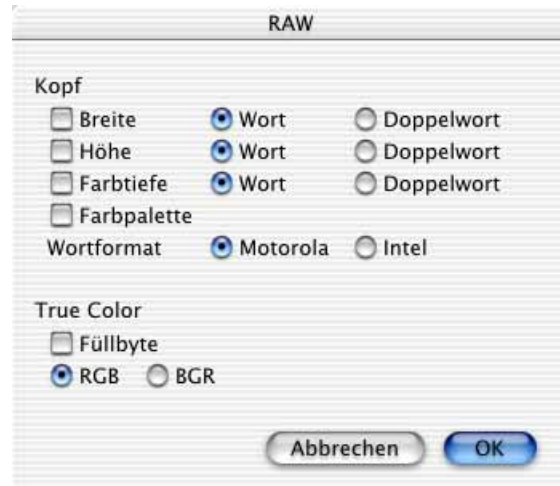 RAW
Kopf
Breite Wort Doppelwort
Höhe Wort Doppelwort
Farbtiefe Wort Doppelwort
Farbpalette
Wortformat Motorola Intel
True Color
Füllbyte
RGB BGR
Abbrechen OK